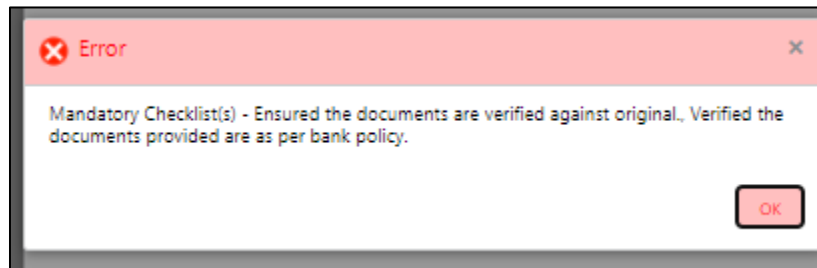 Error
Mandatory Checklist(s) - Ensured the documents are verified against original., Verified the
documents provided are as per bank policy.
OK